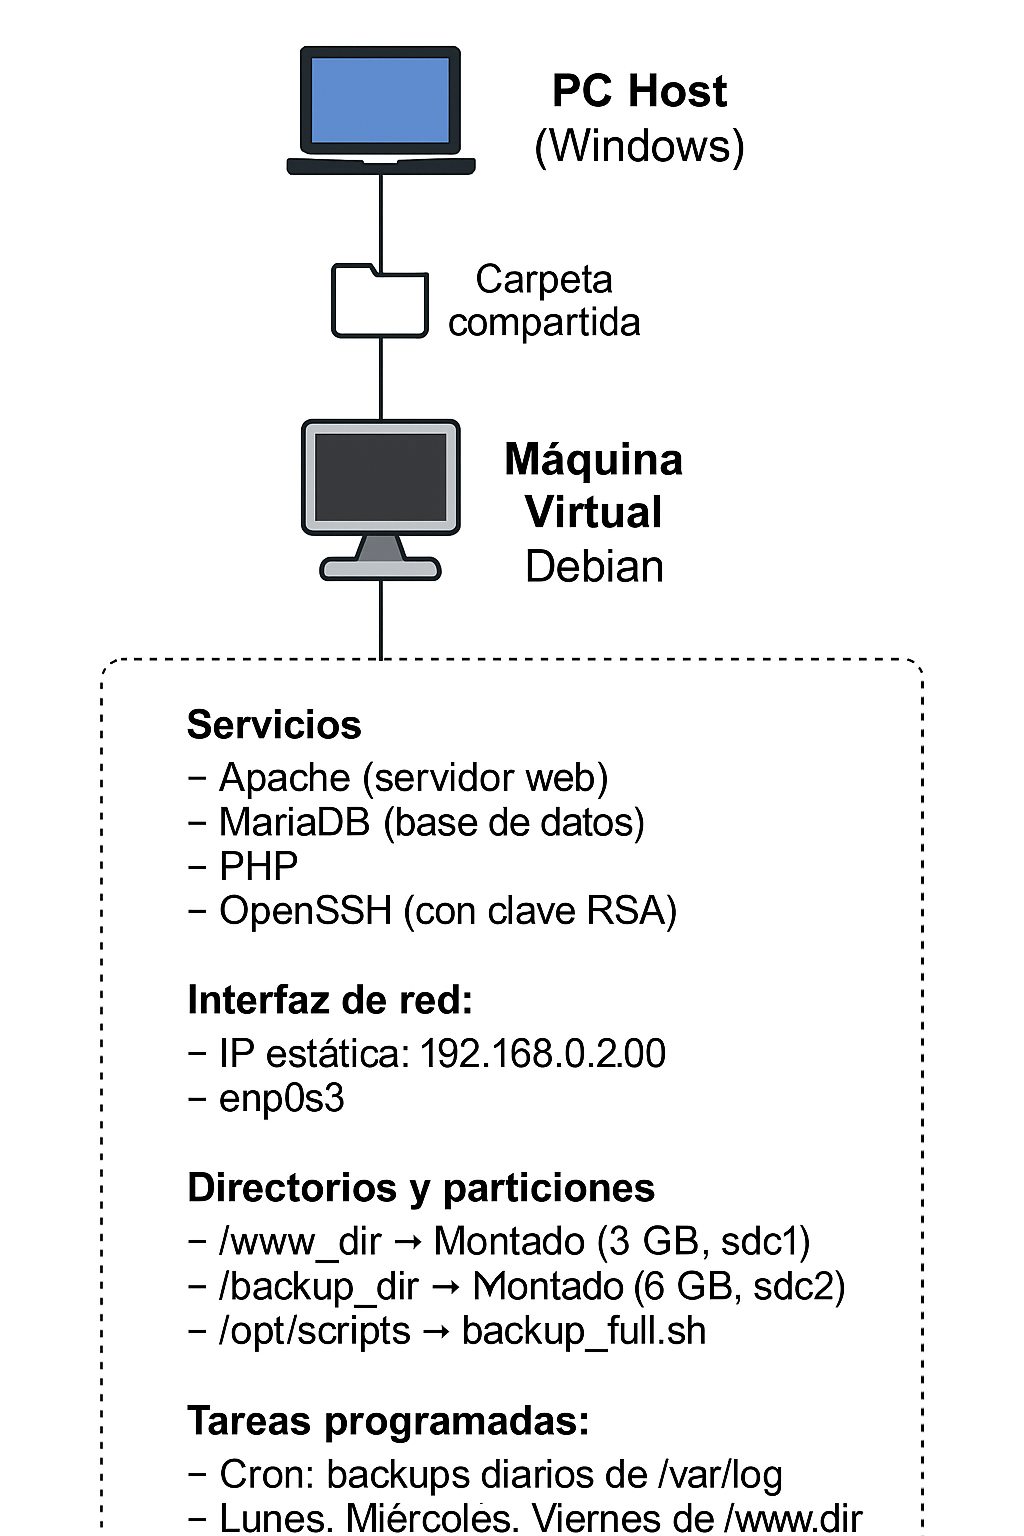 PC Host
(Windows)
Carpeta
compartida
Máquina
Virtual
Debian
Servicios
– Apache (servidor web)
– MariaDB (base de datos)
– PHP
– OpenSSH (con clave RSA)
Interfaz de red:
– IP estática: 192.168.0.2.00
– enp0s3
Directorios y particiones
– /www_dir → Montado (3 GB, sdc1)
– /backup_dir → Montado (6 GB, sdc2)
– /opt/scripts → backup_full.sh
Tareas programadas:
– Cron: backups diarios de /var/log
– Lunes. Miércoles. Viernes de /www.dir